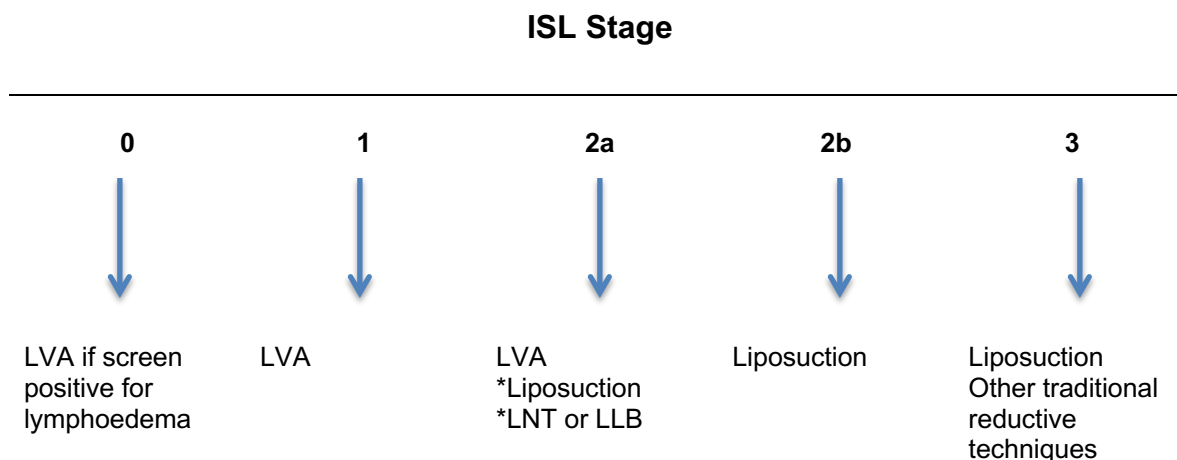 ISL Stage
0 1 2a 2b 3
LVA if screen
positive for
lymphoedema
LVA
LVA
*Liposuction
*LNT or LLB
Liposuction
Liposuction
Other traditional
reductive
techniques